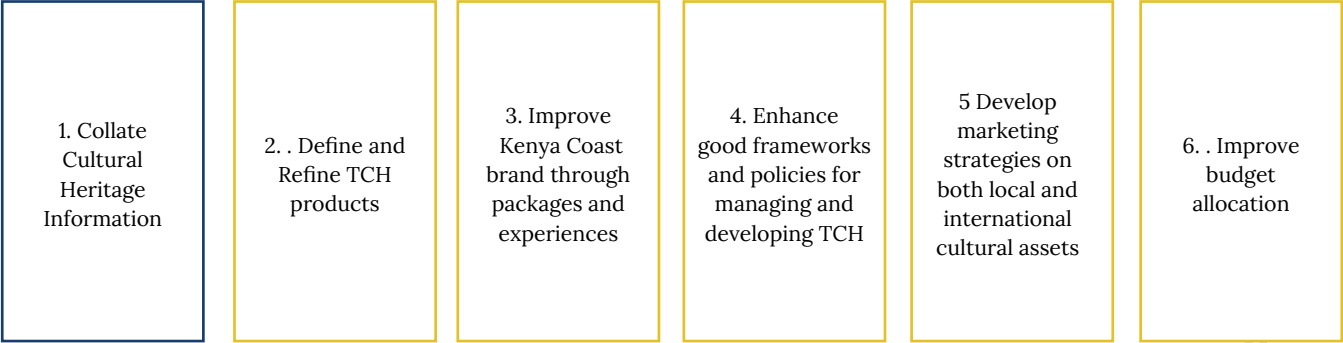 1. Collate
Cultural
Heritage
Information
2. . Define and
Refine TCH
products
3. Improve
Kenya Coast
brand through
packages and
experiences
4. Enhance
good frameworks
and policies for
managing and
developing TCH
5 Develop
marketing
strategies on
both local and
international
cultural assets
6. . Improve
budget
allocation